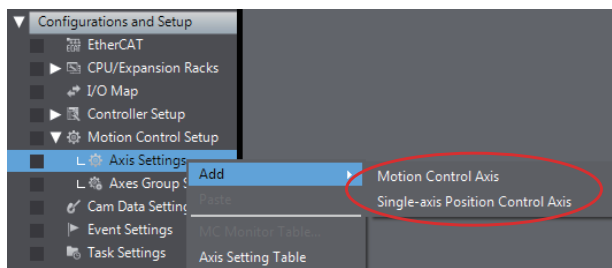 Configurations and Setup
EtherCAT
CPU/Expansion Racks
I/O Map
Controller Setup
Motion Control Setup
Axis Settings
Add
Motion Control Axis
Axes Group S
Paste
Single-axis Position Control Axis
Cam Data Setting
MC Monitor Table...
Event Settings
Axis Setting Table
Task Settings